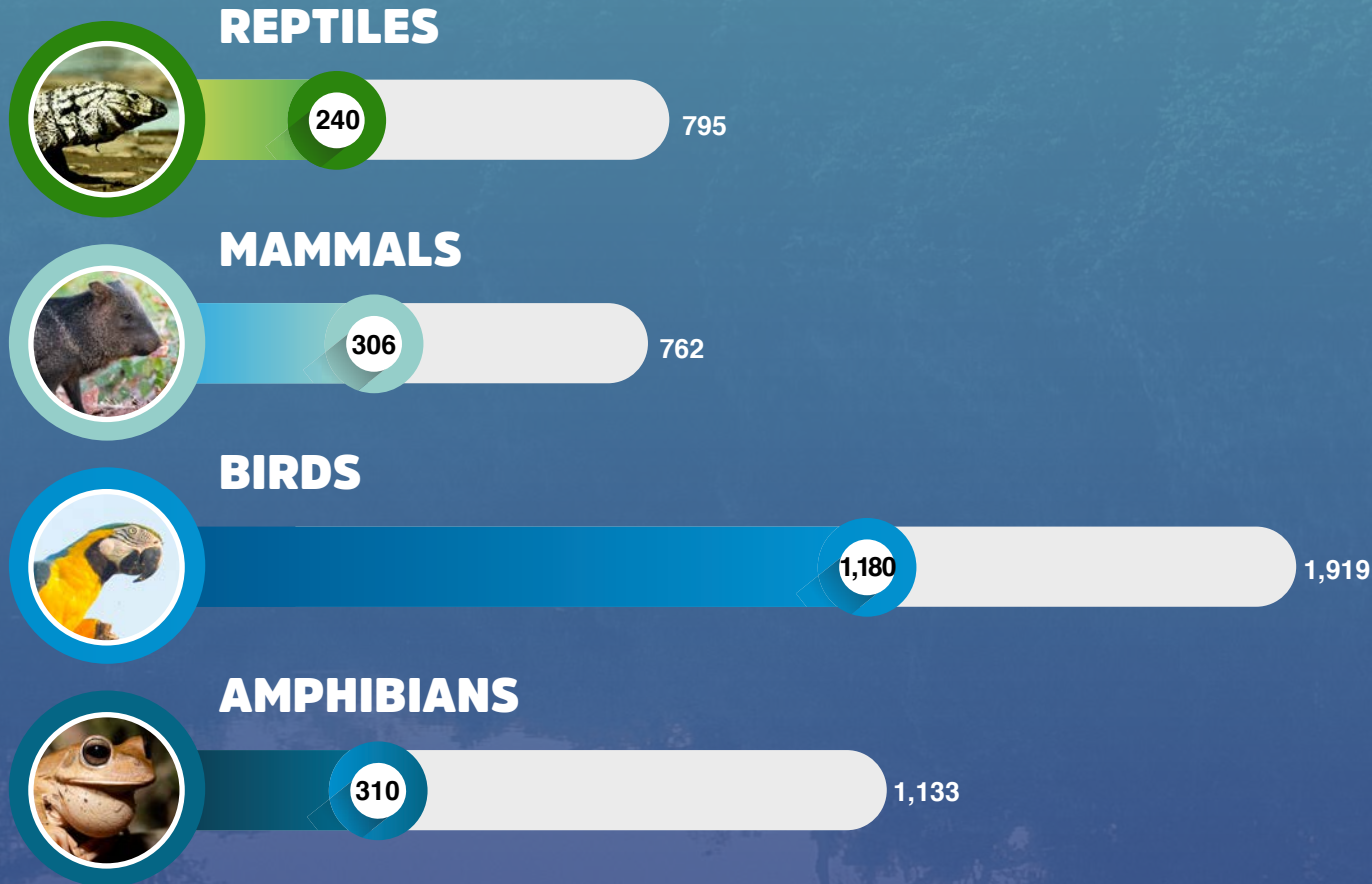 REPTILES
240
795
MAMMALS
306
762
BIRDS
1,180
1,919
AMPHIBIANS
310
1,133